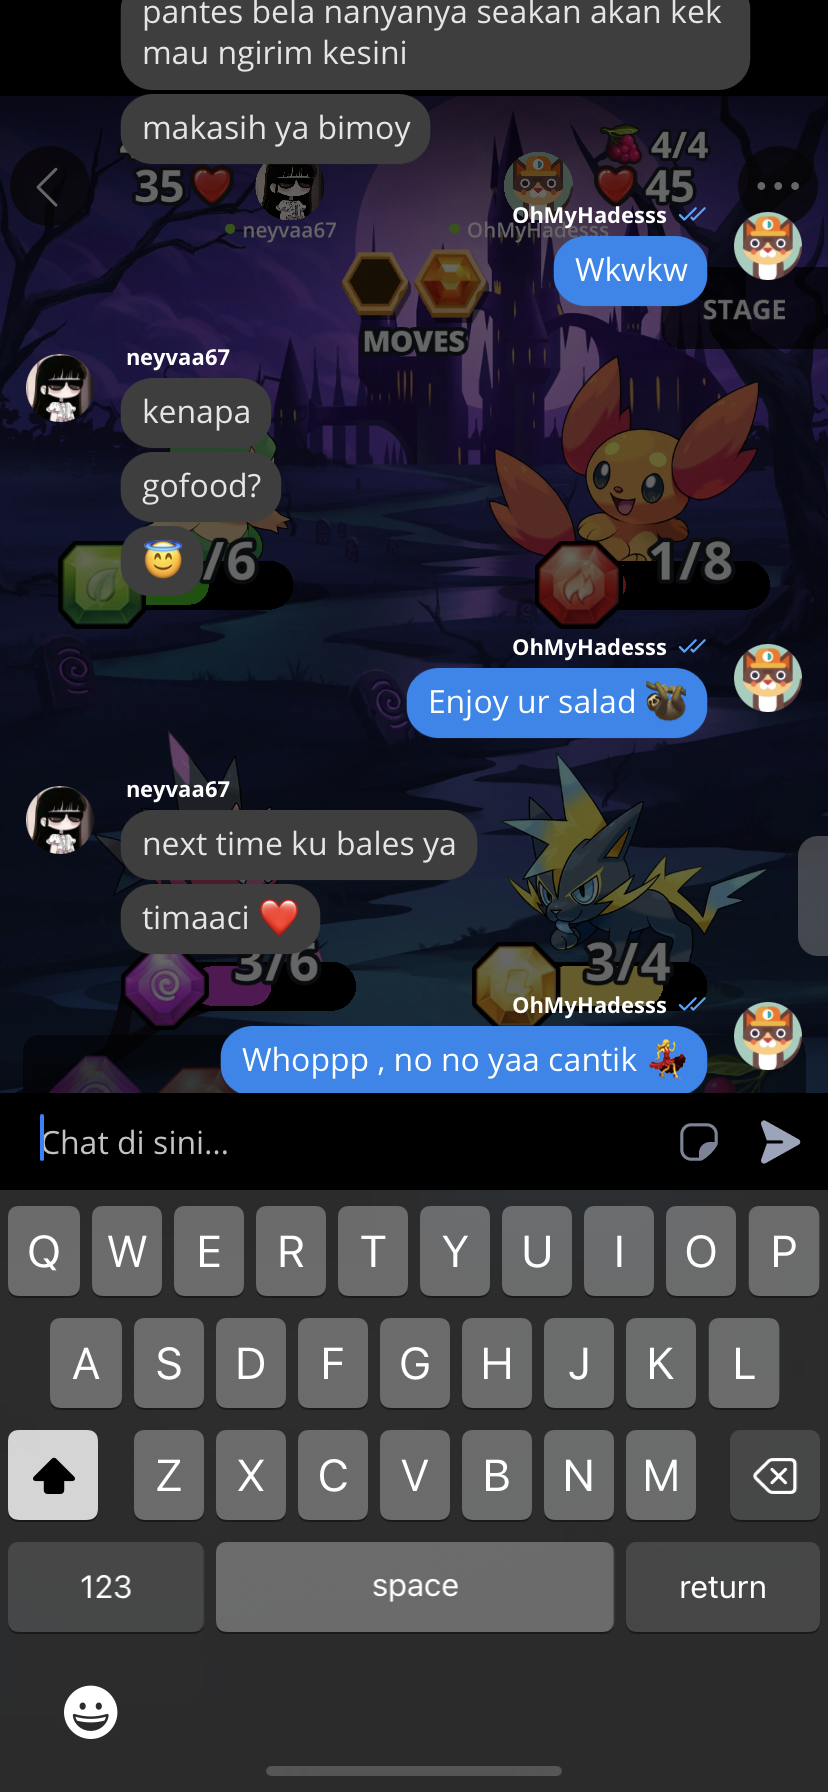 pantes bela nanyanya seakan akan kek
mau ngirim kesini
makasih ya bimoy
35
4/4
45
neyvaa67
OhMyHadesss
OhMyHadesss
Wkwkw
STAGE
MOVES
neyvaa67
kenapa
gofood?
😇
/6
1/8
OhMyHadesss
Enjoy ur salad 🦥
neyvaa67
next time ku bales ya
timaaci ❤️
3/6
3/4
OhMyHadesss
Whoppp , no no yaa cantik 💃
Chat di sini...
Q W E R T Y U I O P
A S D F G H J K L
Z X C V B N M
123 space return